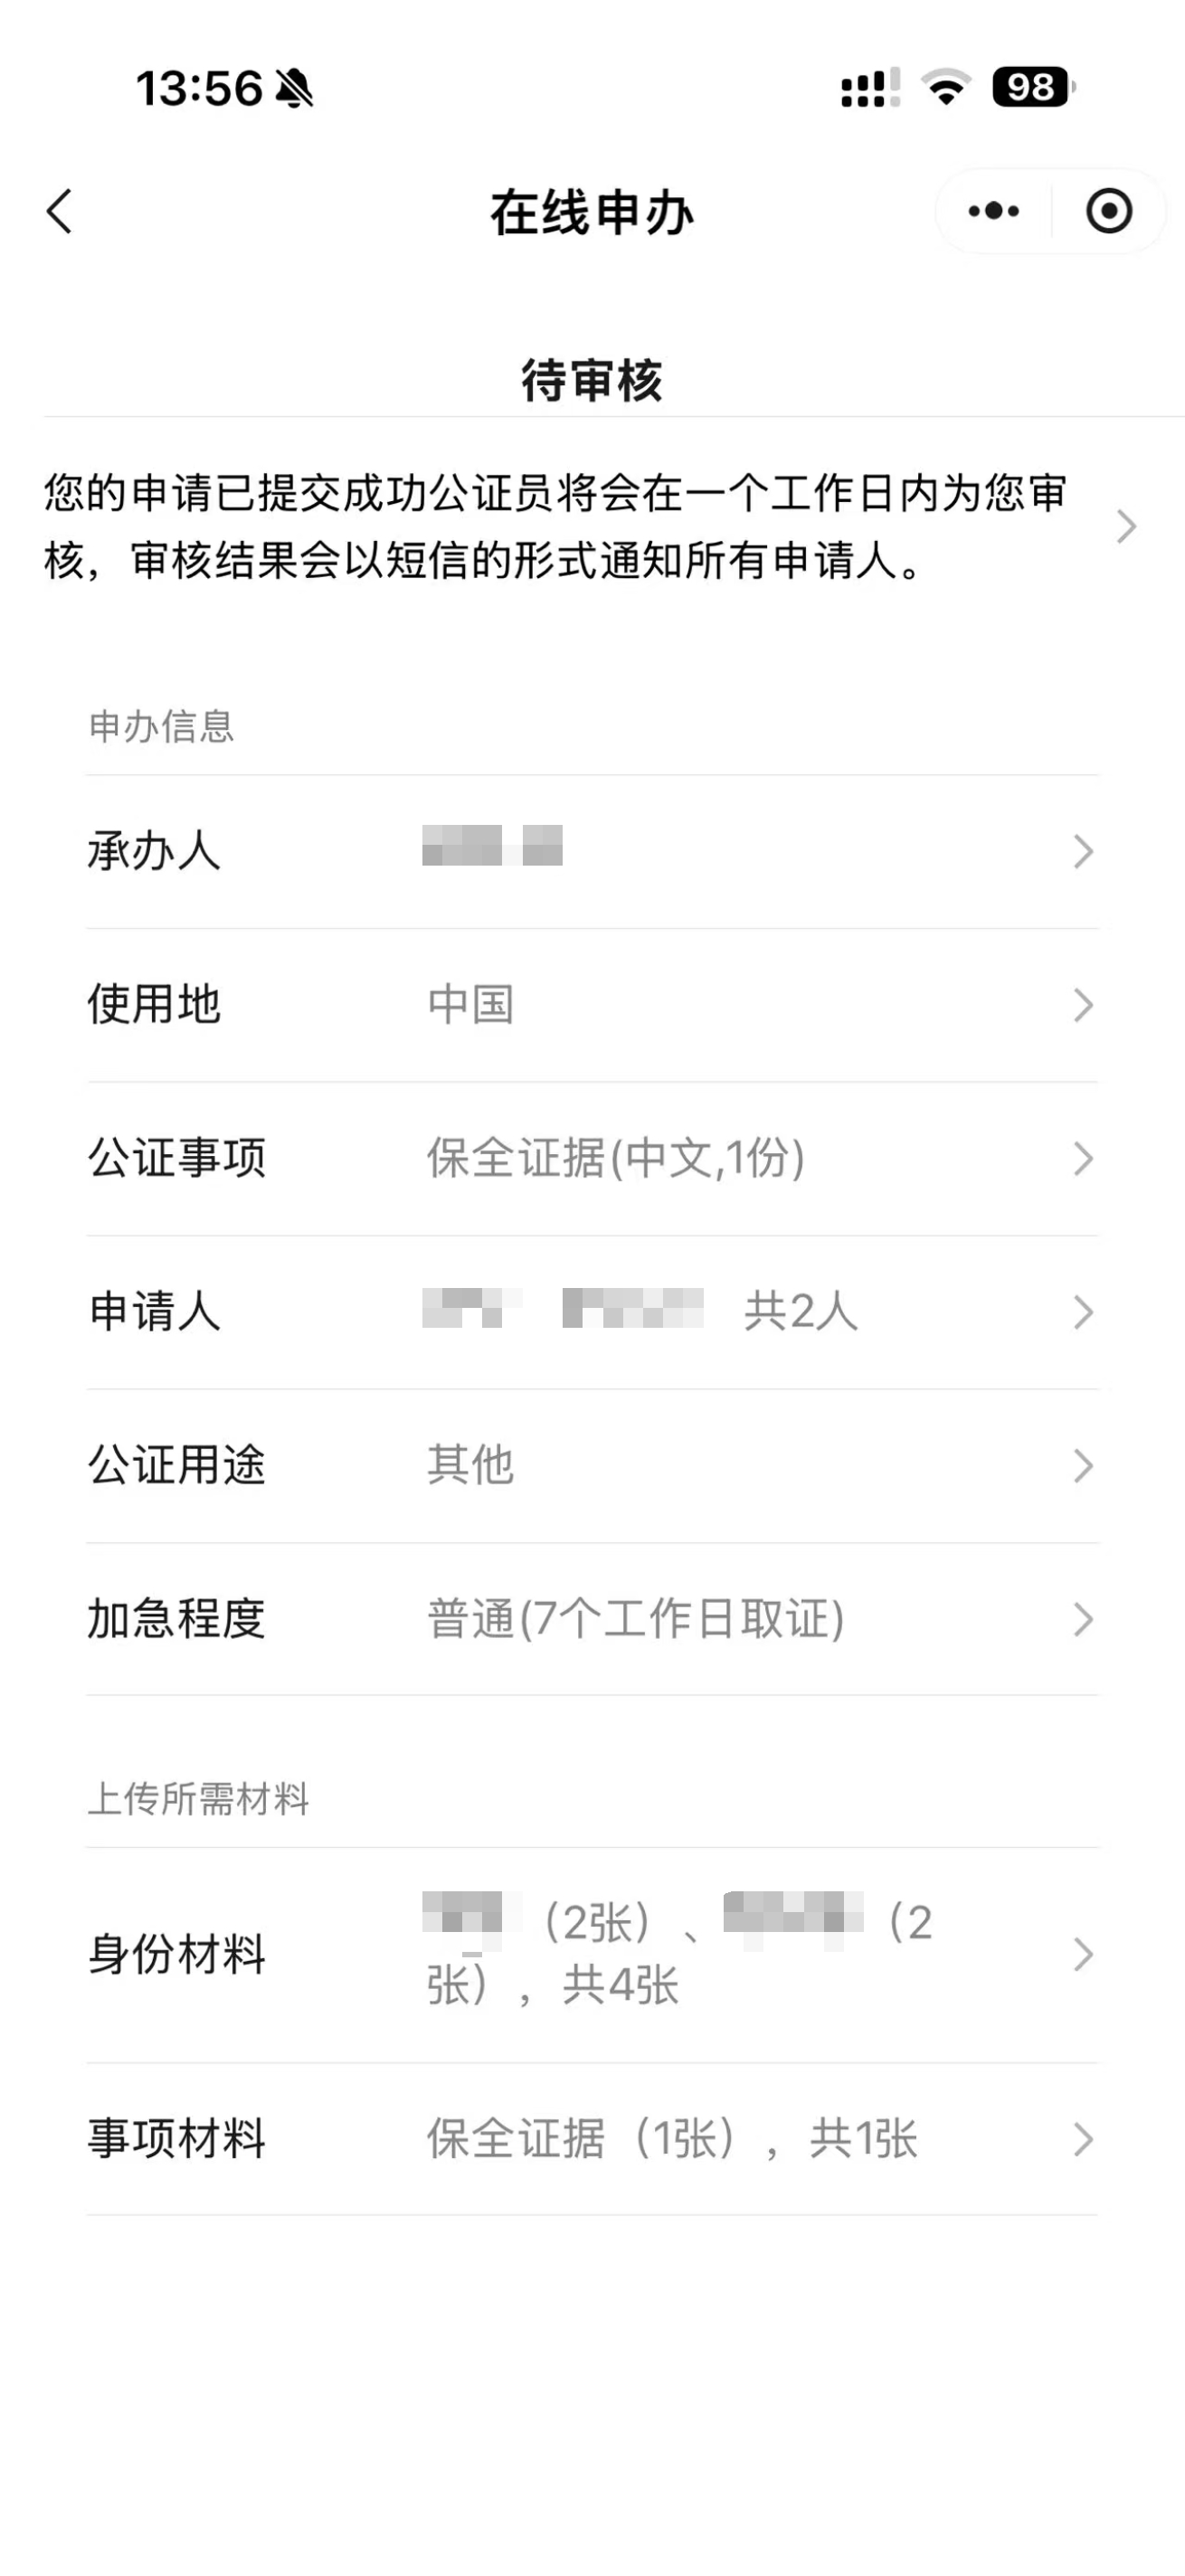 13:56
98
在线申办
待审核
您的申请已提交成功公证员将会在一个工作日内为您审
核，审核结果会以短信的形式通知所有申请人。
申办信息
承办人
使用地 中国
公证事项 保全证据(中文,1份)
申请人 共2人
公证用途 其他
加急程度 普通(7个工作日取证)
上传所需材料
身份材料 （2张）、（2
张），共4张
事项材料 保全证据（1张），共1张